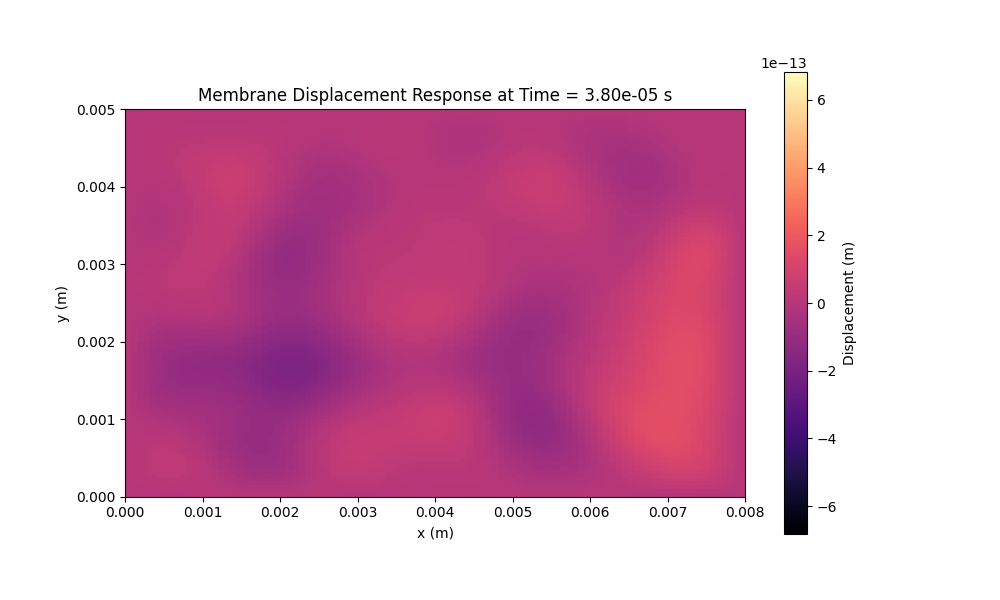 1e−13
Membrane Displacement Response at Time = 3.80e-05 s
0.005
0.004
0.003
0.002
0.001
0.000
y (m)
0.000 0.001 0.002 0.003 0.004 0.005 0.006 0.007 0.008
x (m)
6
4
2
0
−2
−4
−6
Displacement (m)